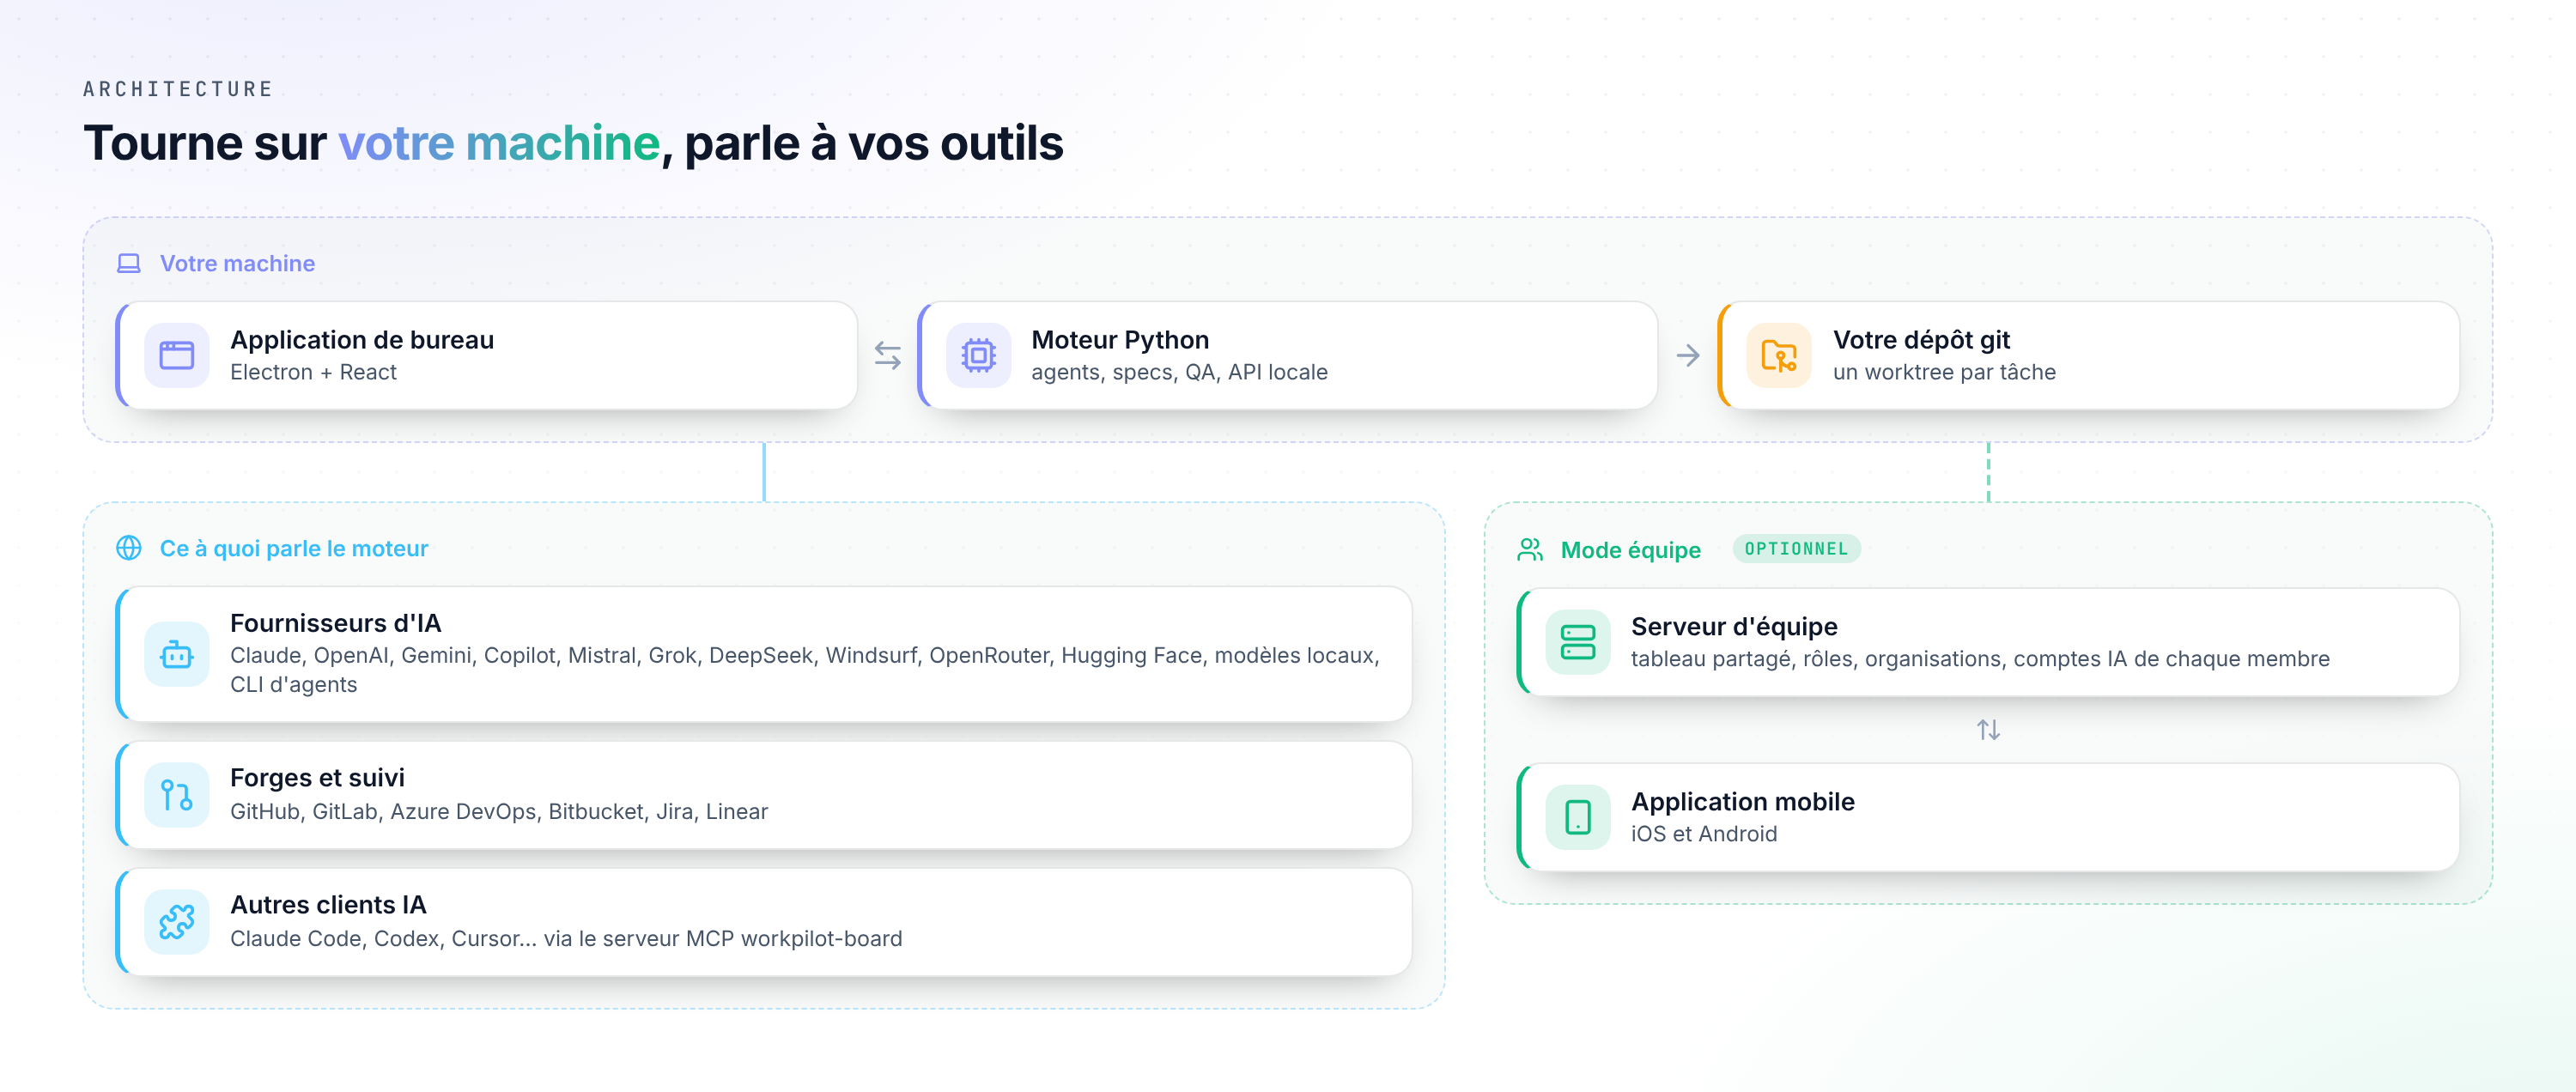 ARCHITECTURE
Tourne sur votre machine, parle à vos outils
Votre machine
Application de bureau
Electron + React
Moteur Python
agents, specs, QA, API locale
Votre dépôt git
un worktree par tâche
Ce à quoi parle le moteur
Fournisseurs d'IA
Claude, OpenAI, Gemini, Copilot, Mistral, Grok, DeepSeek, Windsurf, OpenRouter, Hugging Face, modèles locaux,
CLI d'agents
Forges et suivi
GitHub, GitLab, Azure DevOps, Bitbucket, Jira, Linear
Autres clients IA
Claude Code, Codex, Cursor... via le serveur MCP workpilot-board
Mode équipe OPTIONNEL
Serveur d'équipe
tableau partagé, rôles, organisations, comptes IA de chaque membre
Application mobile
iOS et Android